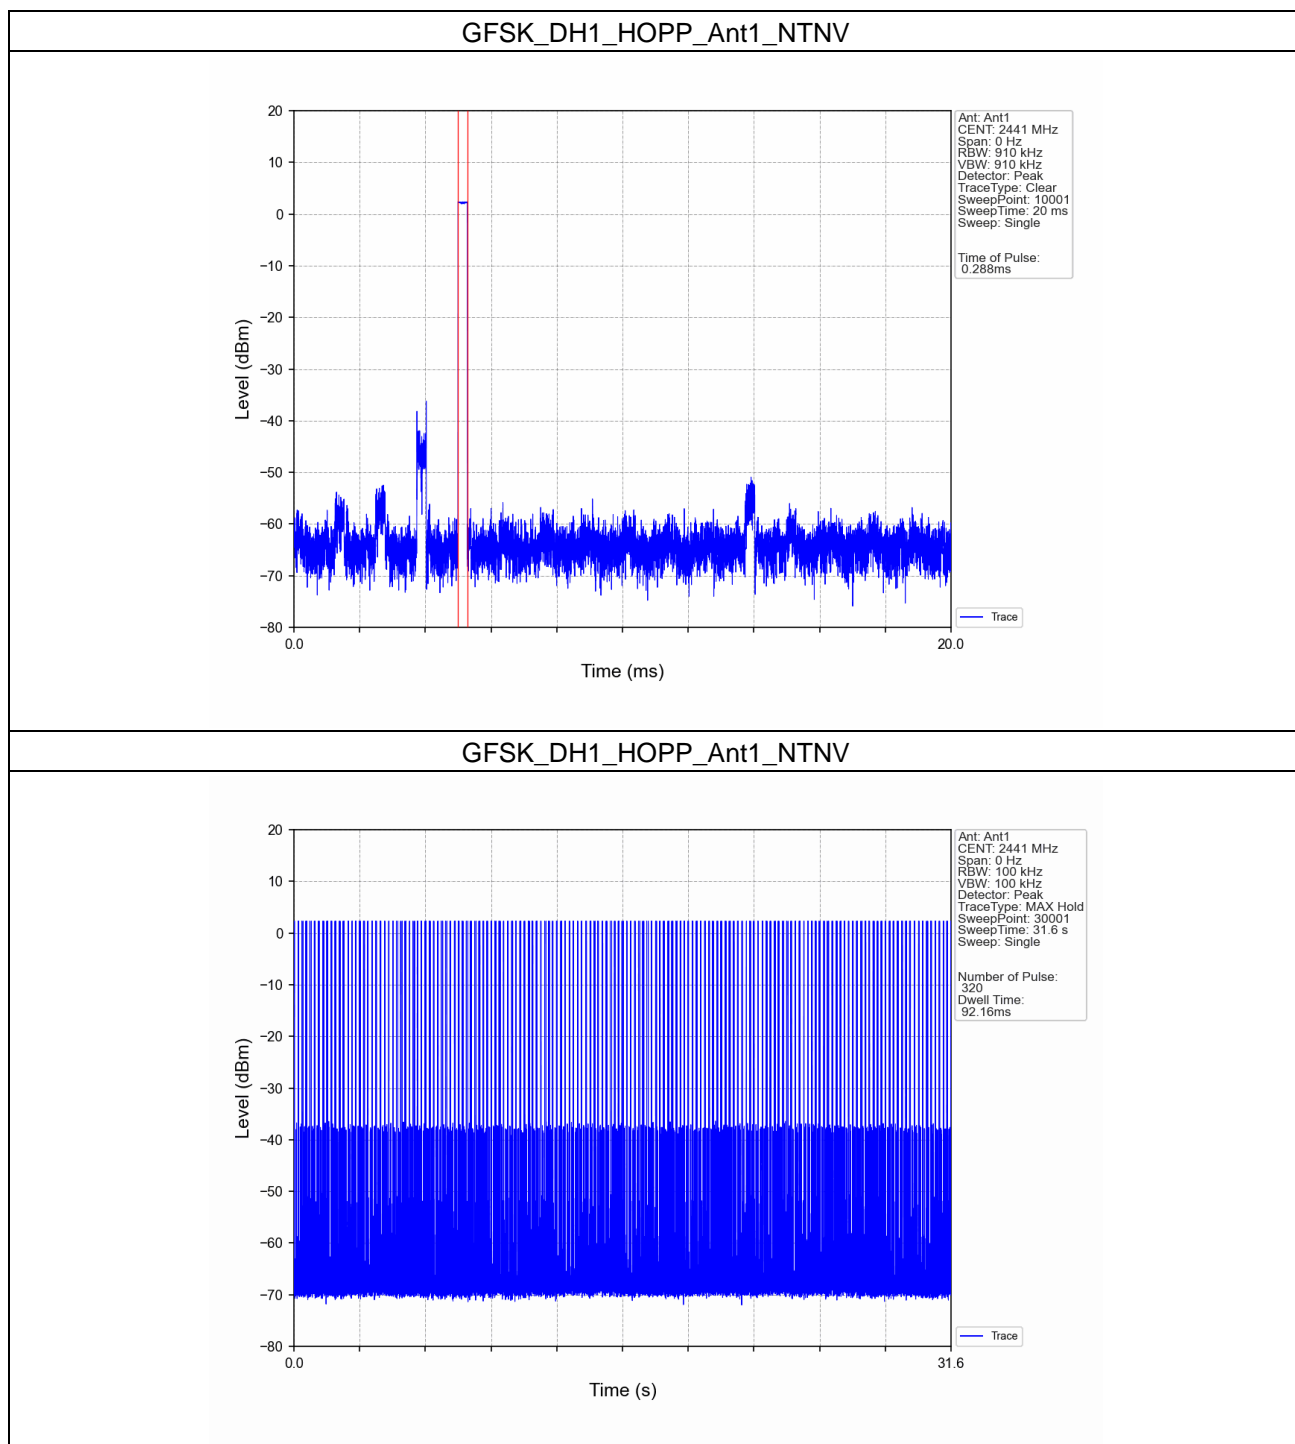 GFSK_DH1_HOPP_Ant1_NTNV
20
10
0
−10
−20
−30
−40
−50
−60
−70
−80
Level (dBm)
0.0
20.0
Time (ms)
Ant: Ant1
CENT: 2441 MHz
Span: 0 Hz
RBW: 910 kHz
VBW: 910 kHz
Detector: Peak
TraceType: Clear
SweepPoint: 10001
SweepTime: 20 ms
Sweep: Single
Time of Pulse:
0.288ms
Trace
GFSK_DH1_HOPP_Ant1_NTNV
20
10
0
−10
−20
−30
−40
−50
−60
−70
−80
Level (dBm)
0.0
31.6
Time (s)
Ant: Ant1
CENT: 2441 MHz
Span: 0 Hz
RBW: 100 kHz
VBW: 100 kHz
Detector: Peak
TraceType: MAX Hold
SweepPoint: 30001
SweepTime: 31.6 s
Sweep: Single
Number of Pulse:
320
Dwell Time:
92.16ms
Trace